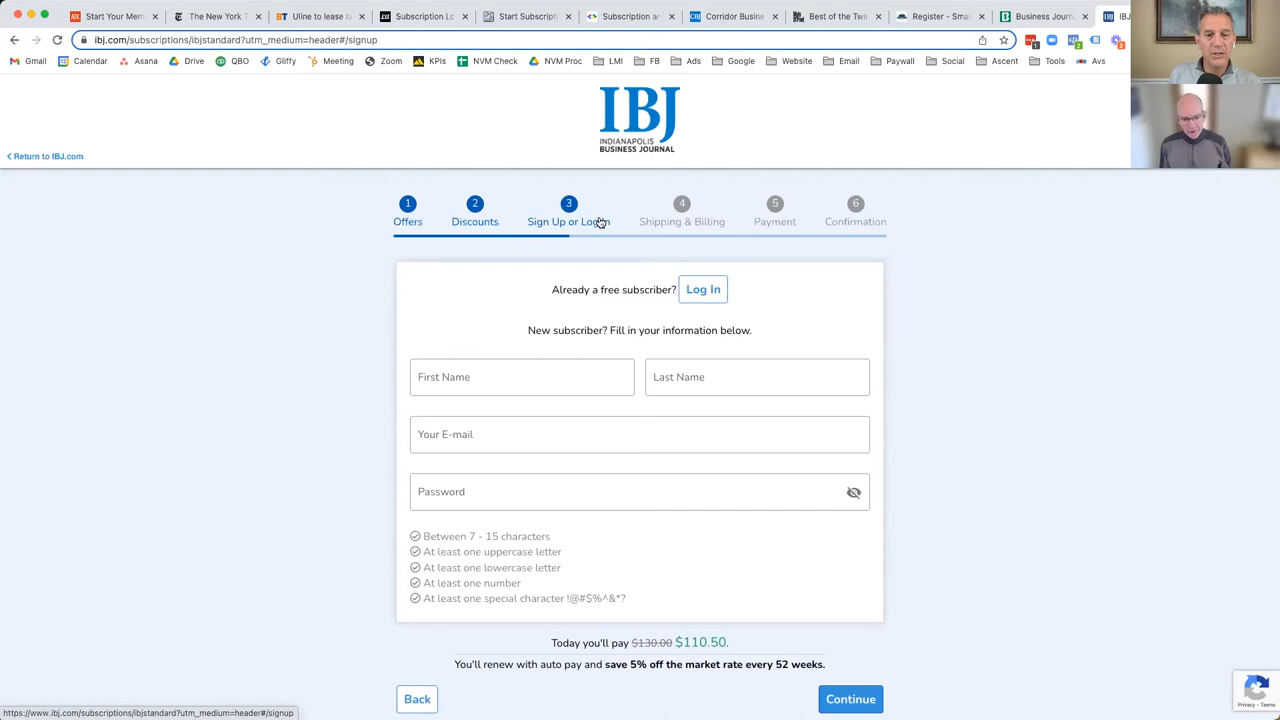 Start Your Mem
The New York T
Uline to lease l
Subscription Lo
Start Subscripti
Subscription a
Corridor Busine
Best of the Twi
Register - Smal
Business Journa
IBJ
ibj.com/subscriptions/ibjstandard?utm_medium=header#/signup
Gmail
Calendar
Asana
Drive
QBO
Gliffy
Meeting
Zoom
KPIs
NVM Check
NVM Proc
LMI
FB
Ads
Google
Website
Email
Paywall
Social
Ascent
Tools
Avs
IBJ
INDIANAPOLIS
BUSINESS JOURNAL
Return to IBJ.com
1
2
3
4
5
6
Offers
Discounts
Sign Up or Login
Shipping & Billing
Payment
Confirmation
Already a free subscriber? Log In
New subscriber? Fill in your information below.
First Name
Last Name
Your E-mail
Password
Between 7 - 15 characters
At least one uppercase letter
At least one lowercase letter
At least one number
At least one special character !@#$%^&*?
Today you'll pay $130.00 $110.50.
You'll renew with auto pay and save 5% off the market rate every 52 weeks.
Back
Continue
Privacy - Terms
https://www.ibj.com/subscriptions/ibjstandard?utm_medium=header#/signup